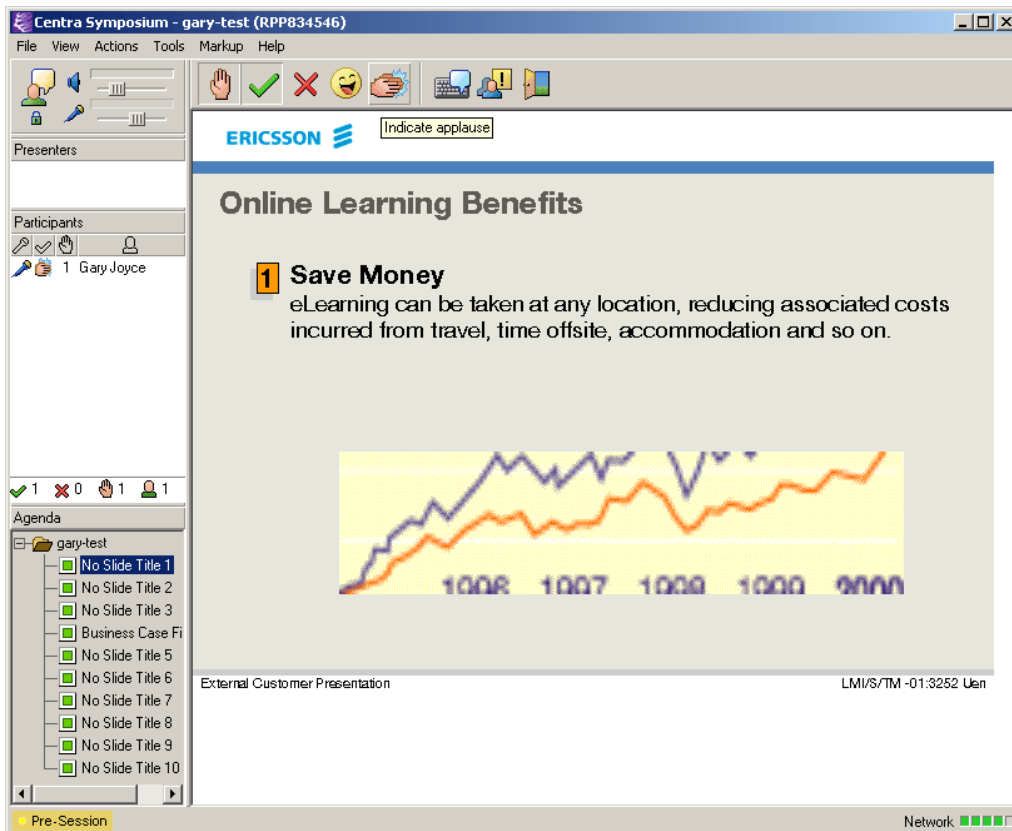 Centra Symposium - gary-test (RPP834546)
File View Actions Tools Markup Help
Indicate applause
ERICSSON
Presenters
Participants
1 Gary Joyce
1 0 1 1
Agenda
gary-test
No Slide Title 1
No Slide Title 2
No Slide Title 3
Business Case Fi
No Slide Title 5
No Slide Title 6
No Slide Title 7
No Slide Title 8
No Slide Title 9
No Slide Title 10
Online Learning Benefits
1 Save Money
eLearning can be taken at any location, reducing associated costs
incurred from travel, time offsite, accommodation and so on.
1996 1997 1998 1999 2000
External Customer Presentation
LMI/S/TM -01:3252 Uen
Pre-Session
Network